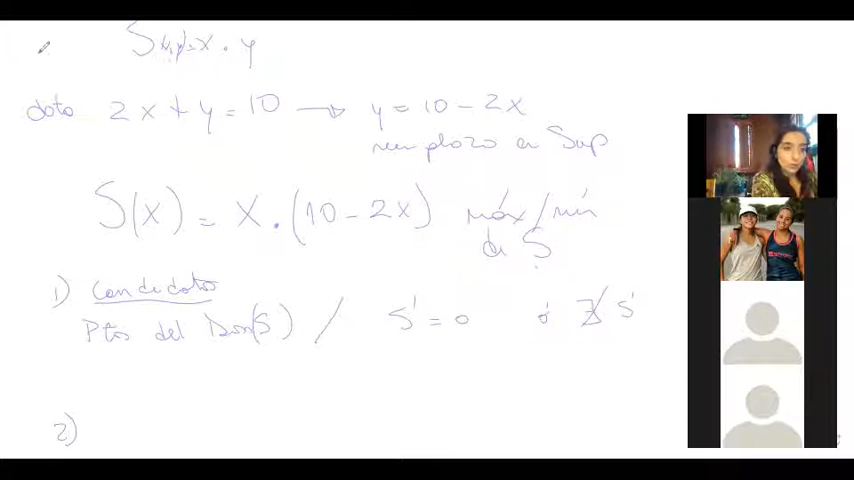 S(x,y)=x . y
dato 2x + y = 10 → y = 10 - 2x
reemplazo en Sup
S(x) = x . (10 - 2x) máx/mín
de S
1) Candidatos
Ptos del Dom(S) / S' = 0 ó ∄ S'
2)